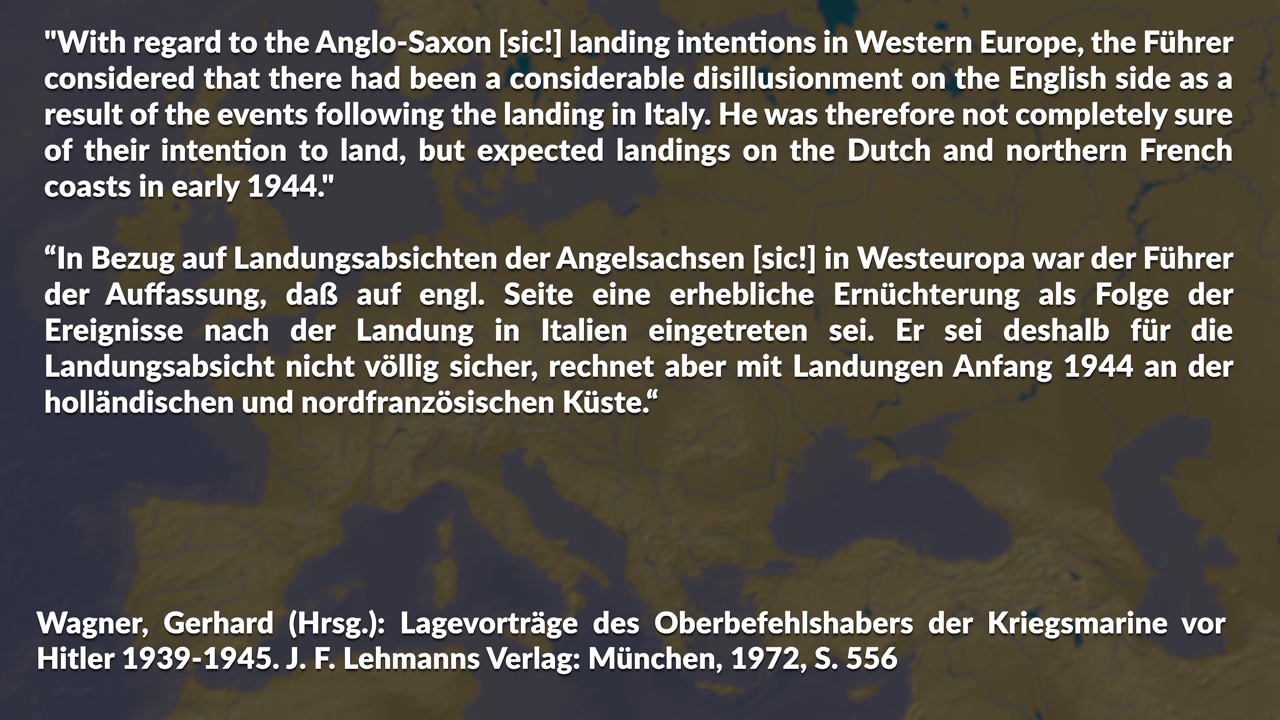 "With regard to the Anglo-Saxon [sic!] landing intentions in Western Europe, the Führer
considered that there had been a considerable disillusionment on the English side as a
result of the events following the landing in Italy. He was therefore not completely sure
of their intention to land, but expected landings on the Dutch and northern French
coasts in early 1944."
“In Bezug auf Landungsabsichten der Angelsachsen [sic!] in Westeuropa war der Führer
der Auffassung, daß auf engl. Seite eine erhebliche Ernüchterung als Folge der
Ereignisse nach der Landung in Italien eingetreten sei. Er sei deshalb für die
Landungsabsicht nicht völlig sicher, rechnet aber mit Landungen Anfang 1944 an der
holländischen und nordfranzösischen Küste.“
Wagner, Gerhard (Hrsg.): Lagevorträge des Oberbefehlshabers der Kriegsmarine vor
Hitler 1939-1945. J. F. Lehmanns Verlag: München, 1972, S. 556